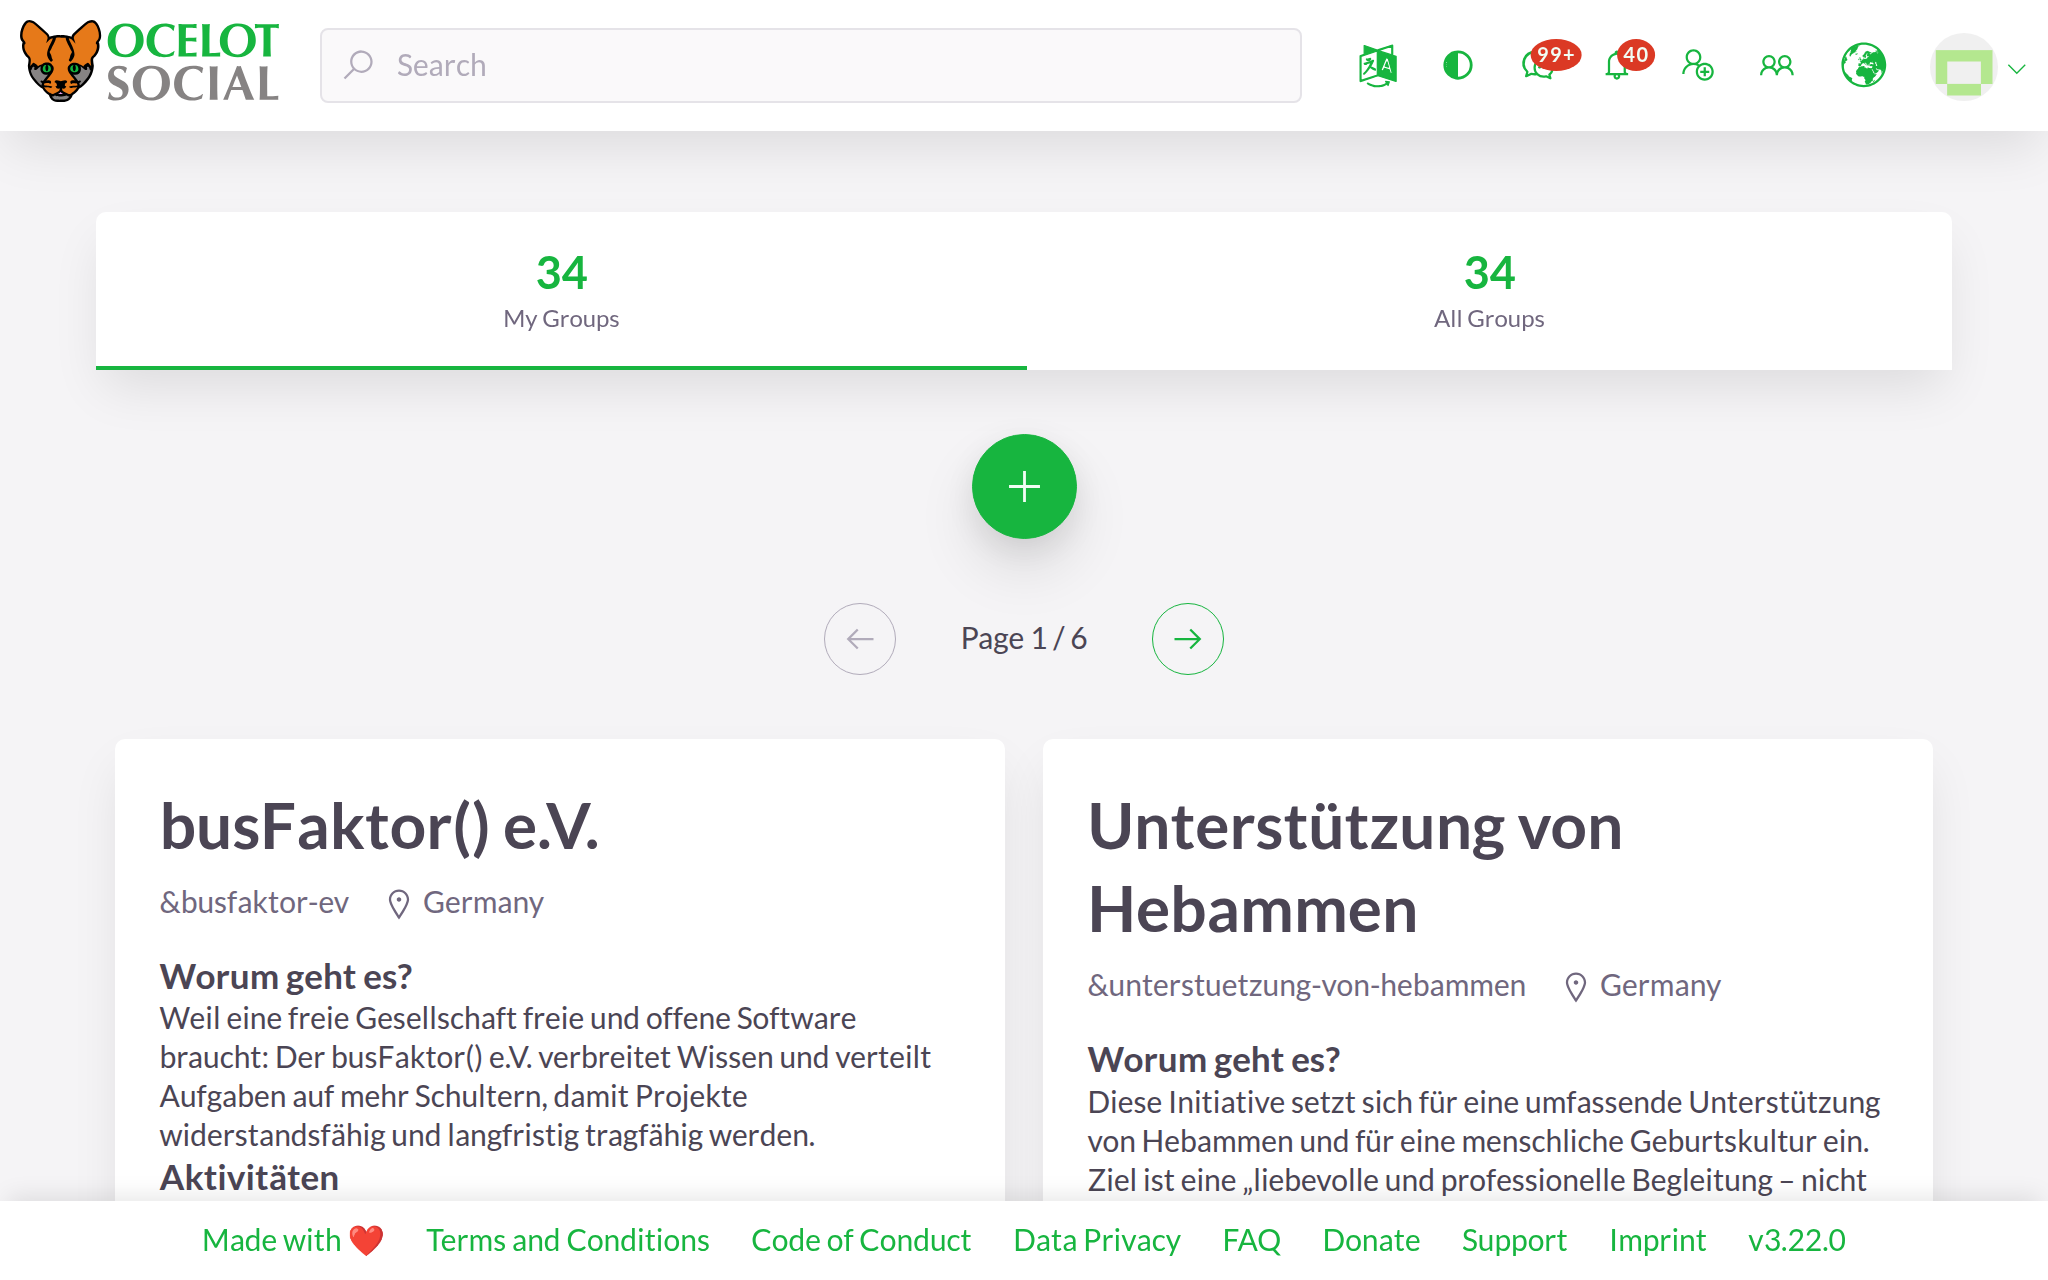 OCELOT
SOCIAL
Search
99+
40
34
My Groups
34
All Groups
Page 1 / 6
busFaktor() e.V.
&busfaktor-ev
Germany
Worum geht es?
Weil eine freie Gesellschaft freie und offene Software
braucht: Der busFaktor() e.V. verbreitet Wissen und verteilt
Aufgaben auf mehr Schultern, damit Projekte
widerstandsfähig und langfristig tragfähig werden.
Aktivitäten
Unterstützung von
Hebammen
&unterstuetzung-von-hebammen
Germany
Worum geht es?
Diese Initiative setzt sich für eine umfassende Unterstützung
von Hebammen und für eine menschliche Geburtskultur ein.
Ziel ist eine „liebevolle und professionelle Begleitung – nicht
Made with ❤️ Terms and Conditions Code of Conduct Data Privacy FAQ Donate Support Imprint v3.22.0